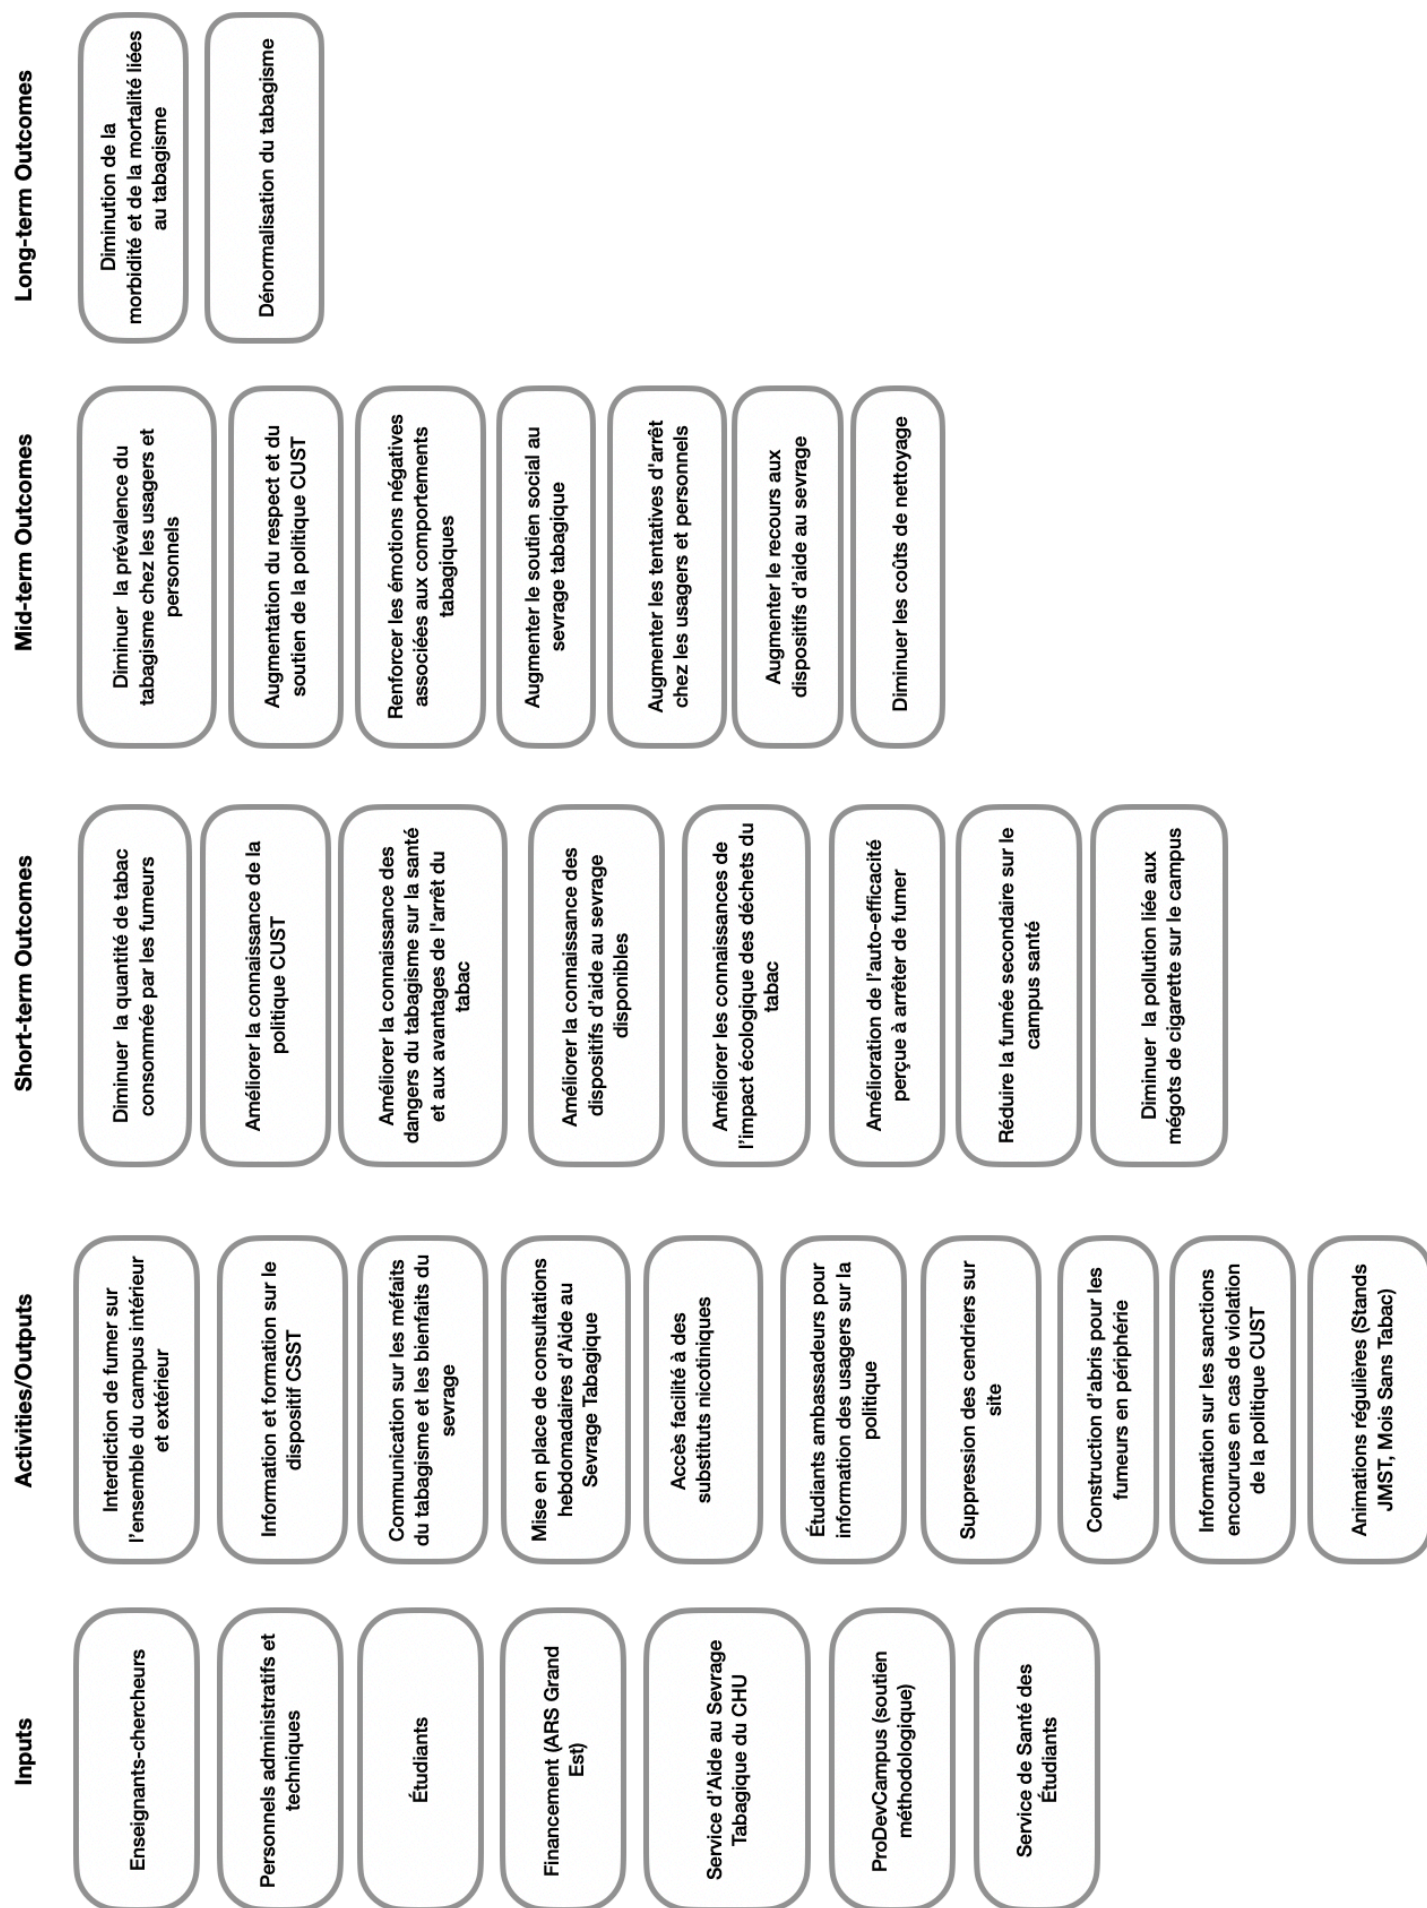 Inputs
Enseignants-chercheurs
Personnels administratifs et
techniques
Étudiants
Financement (ARS Grand
Est)
Service d'Aide au Sevrage
Tabagique du CHU
ProDevCampus (soutien
méthodologique)
Service de Santé des
Étudiants
Activities/Outputs
Interdiction de fumer sur
l'ensemble du campus intérieur
et extérieur
Information et formation sur le
dispositif CSST
Communication sur les méfaits
du tabagisme et les bienfaits du
sevrage
Mise en place de consultations
hebdomadaires d'Aide au
Sevrage Tabagique
Accès facilité à des
substituts nicotiniques
Étudiants ambassadeurs pour
information des usagers sur la
politique
Suppression des cendriers sur
site
Construction d'abris pour les
fumeurs en périphérie
Information sur les sanctions
encourues en cas de violation
de la politique CUST
Animations régulières (Stands
JMST, Mois Sans Tabac)
Short-term Outcomes
Diminuer la quantité de tabac
consommée par les fumeurs
Améliorer la connaissance de la
politique CUST
Améliorer la connaissance des
dangers du tabagisme sur la santé
et aux avantages de l'arrêt du
tabac
Améliorer la connaissance des
dispositifs d'aide au sevrage
disponibles
Améliorer les connaissances de
l'impact écologique des déchets du
tabac
Amélioration de l'auto-efficacité
perçue à arrêter de fumer
Réduire la fumée secondaire sur le
campus santé
Diminuer la pollution liée aux
mégots de cigarette sur le campus
Mid-term Outcomes
Diminuer la prévalence du
tabagisme chez les usagers et
personnels
Augmentation du respect et du
soutien de la politique CUST
Renforcer les émotions négatives
associées aux comportements
tabagiques
Augmenter le soutien social au
sevrage tabagique
Augmenter les tentatives d'arrêt
chez les usagers et personnels
Augmenter le recours aux
dispositifs d'aide au sevrage
Diminuer les coûts de nettoyage
Long-term Outcomes
Diminution de la
morbidité et de la mortalité liées
au tabagisme
Dénormalisation du tabagisme